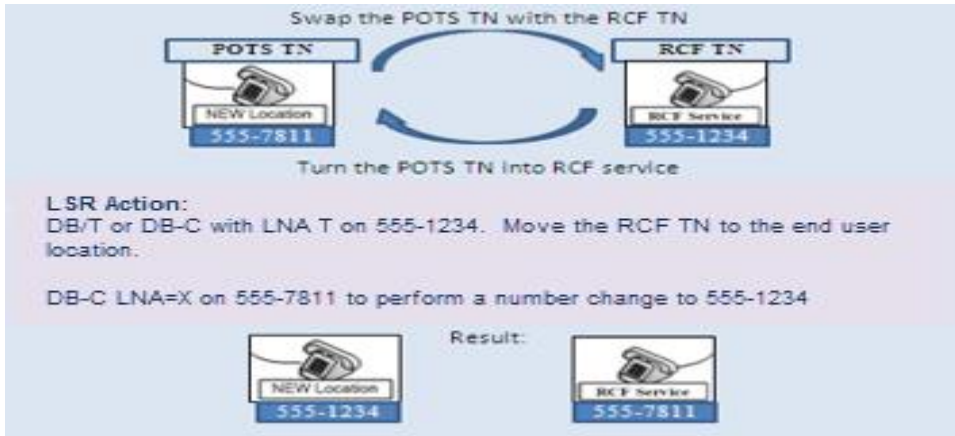 Swap the POTS TN with the RCF TN
POTS TN
RCF TN
NEW Location
RCF Service
555-7811
555-1234
Turn the POTS TN into RCF service
LSR Action:
DB/T or DB-C with LNA T on 555-1234. Move the RCF TN to the end user
location.
DB-C LNA=X on 555-7811 to perform a number change to 555-1234
Result:
NEW Location
RCF Service
555-1234
555-7811